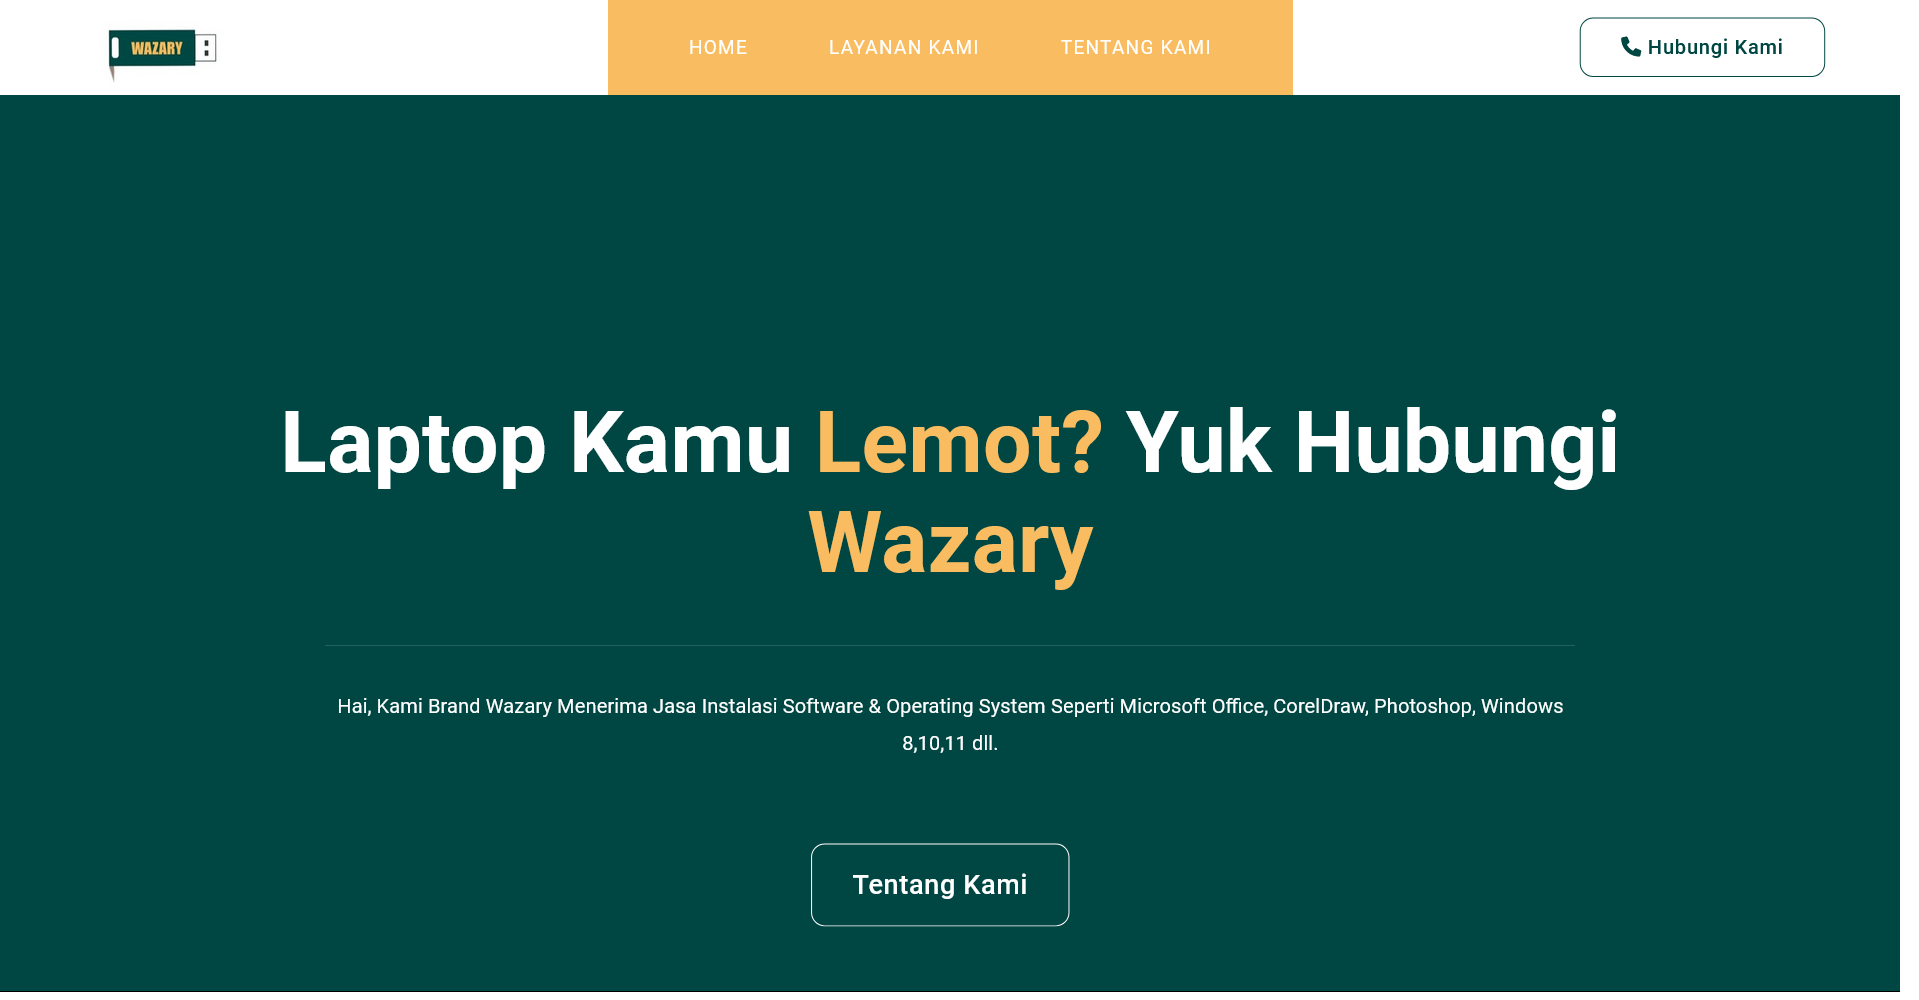 WAZARY
HOME
LAYANAN KAMI
TENTANG KAMI
Hubungi Kami
Laptop Kamu Lemot? Yuk Hubungi
Wazary
Hai, Kami Brand Wazary Menerima Jasa Instalasi Software & Operating System Seperti Microsoft Office, CorelDraw, Photoshop, Windows
8,10,11 dll.
Tentang Kami